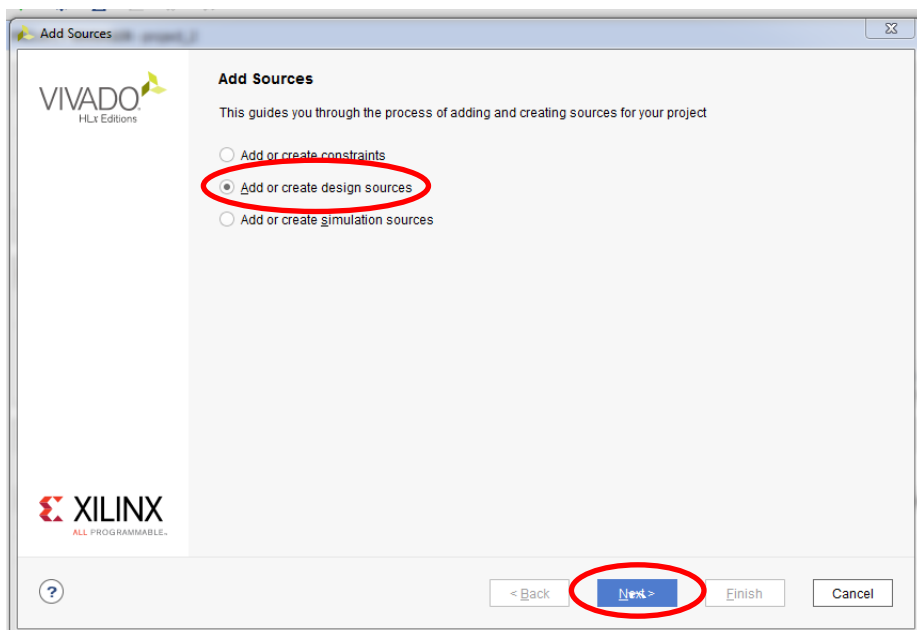 Add Sources
VIVADO
HLx Editions
Add Sources
This guides you through the process of adding and creating sources for your project
Add or create constraints
Add or create design sources
Add or create simulation sources
XILINX
ALL PROGRAMMABLE.
?
< Back
Next >
Finish
Cancel